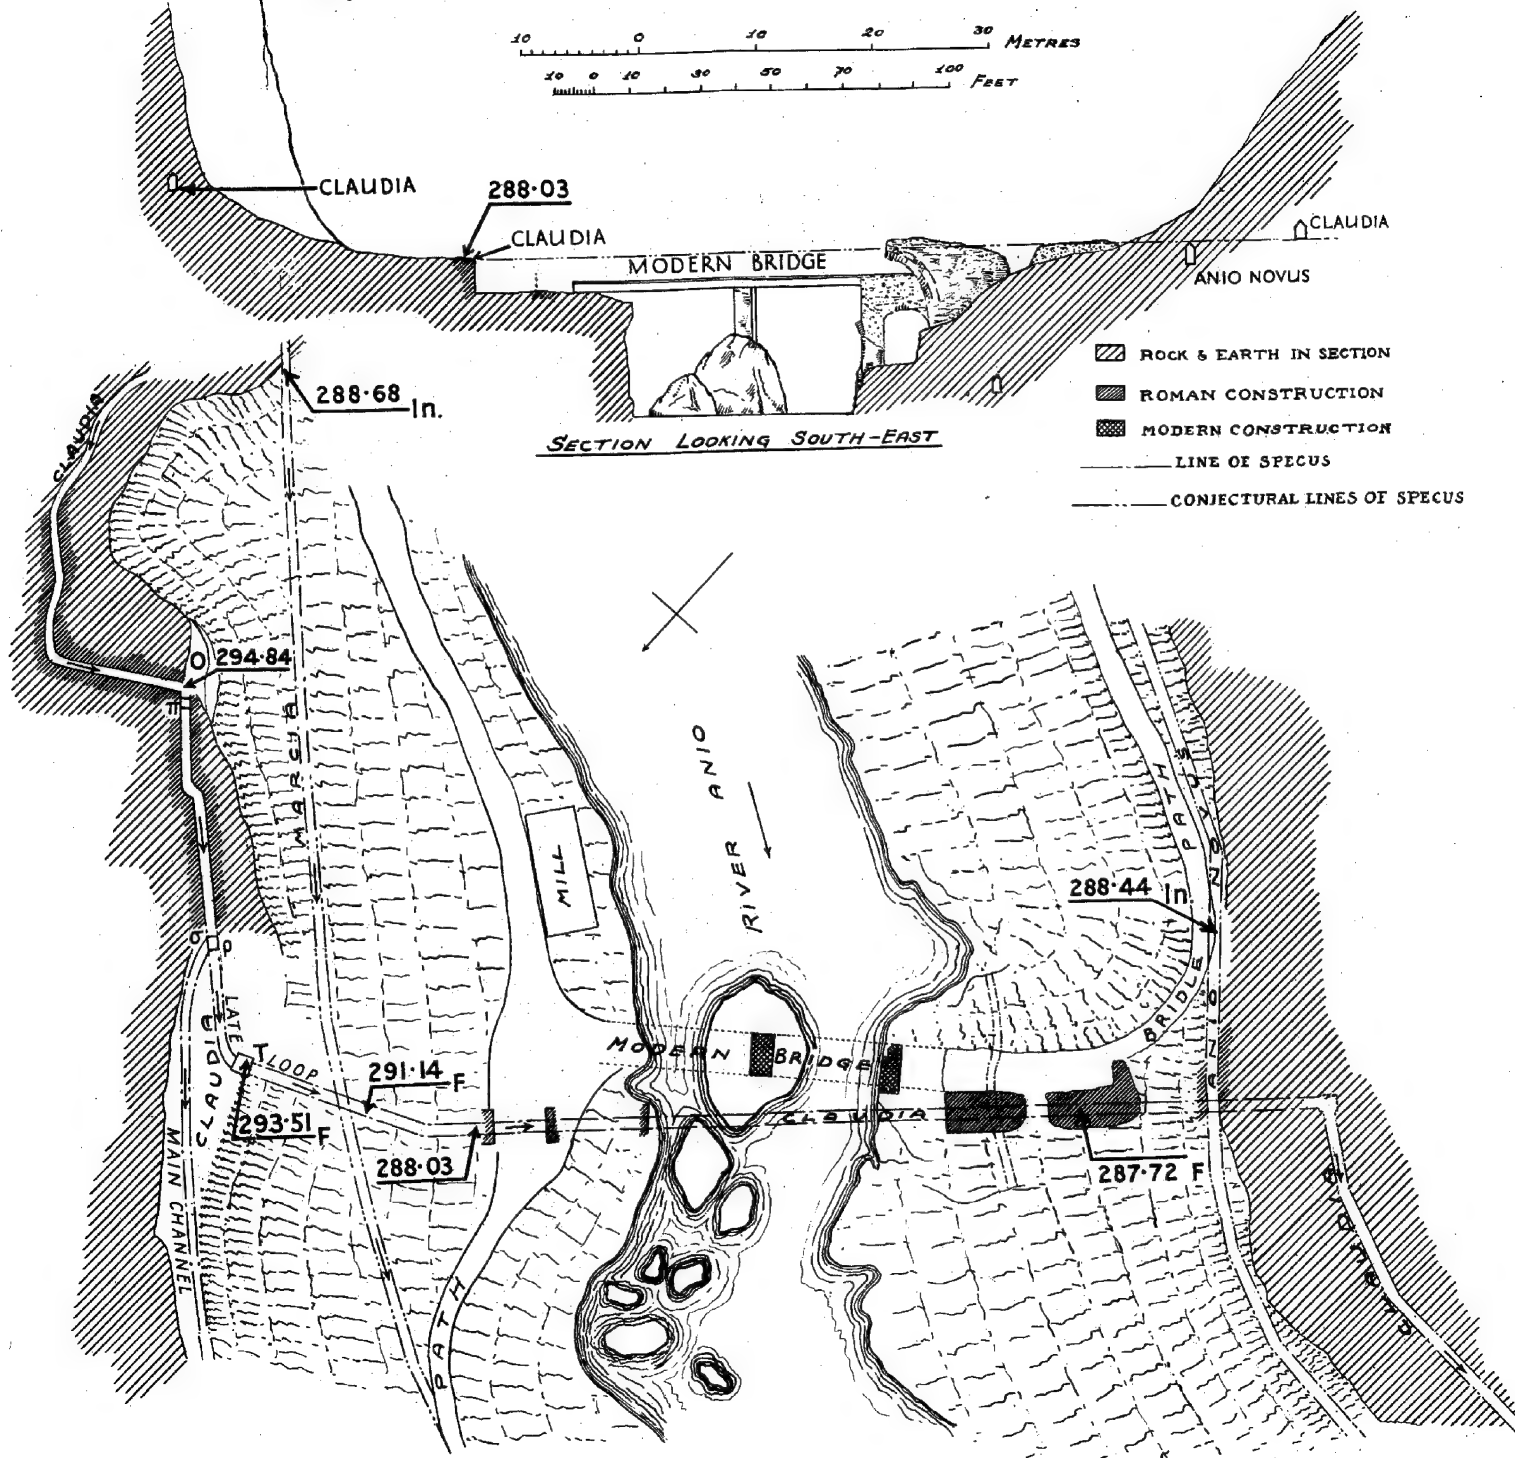 10 0 10 20 30 METRES
10 0 10 30 50 70 100 FEET
CLAUDIA
288·03
CLAUDIA
MODERN BRIDGE
CLAUDIA
ANIO NOVUS
ROCK & EARTH IN SECTION
ROMAN CONSTRUCTION
MODERN CONSTRUCTION
LINE OF SPECUS
CONJECTURAL LINES OF SPECUS
SECTION LOOKING SOUTH-EAST
288·68 In.
CLAUDIA
O 294·84
π
MARCIA
RIVER ANIO
MILL
PATH
ANIO NOVUS
288·44 In
q p
LATE
LOOP
T
CLAUDIA
MAIN CHANNEL
291·14 F
293·51 F
288·03
MODERN BRIDGE
CLAUDIA
BRIDLE
287·72 F
CLAUDIA
PATH